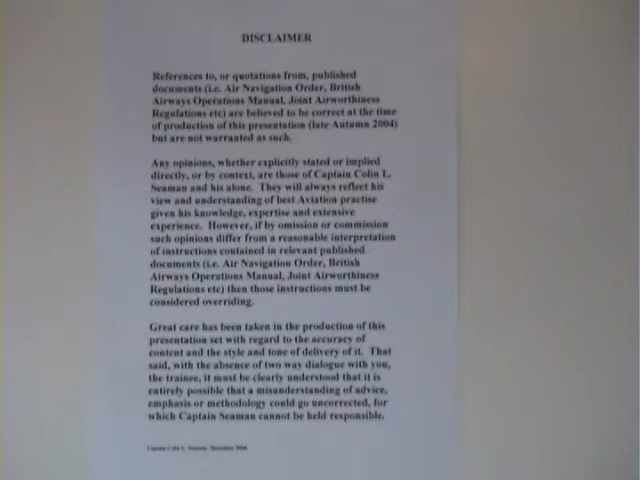 DISCLAIMER
References to, or quotations from, published
documents (i.e. Air Navigation Order, British
Airways Operations Manual, Joint Airworthiness
Regulations etc) are believed to be correct at the time
of production of this presentation (late Autumn 2004)
but are not warranted as such.
Any opinions, whether explicitly stated or implied
directly, or by context, are those of Captain Colin L.
Seaman and his alone. They will always reflect his
view and understanding of best Aviation practise
given his knowledge, expertise and extensive
experience. However, if by omission or commission
such opinions differ from a reasonable interpretation
of instructions contained in relevant published
documents (i.e. Air Navigation Order, British
Airways Operations Manual, Joint Airworthiness
Regulations etc) then those instructions must be
considered overriding.
Great care has been taken in the production of this
presentation set with regard to the accuracy of
content and the style and tone of delivery of it. That
said, with the absence of two way dialogue with you,
the trainee, it must be clearly understood that it is
entirely possible that a misunderstanding of advice,
emphasis or methodology could go uncorrected, for
which Captain Seaman cannot be held responsible.
Captain Colin L. Seaman